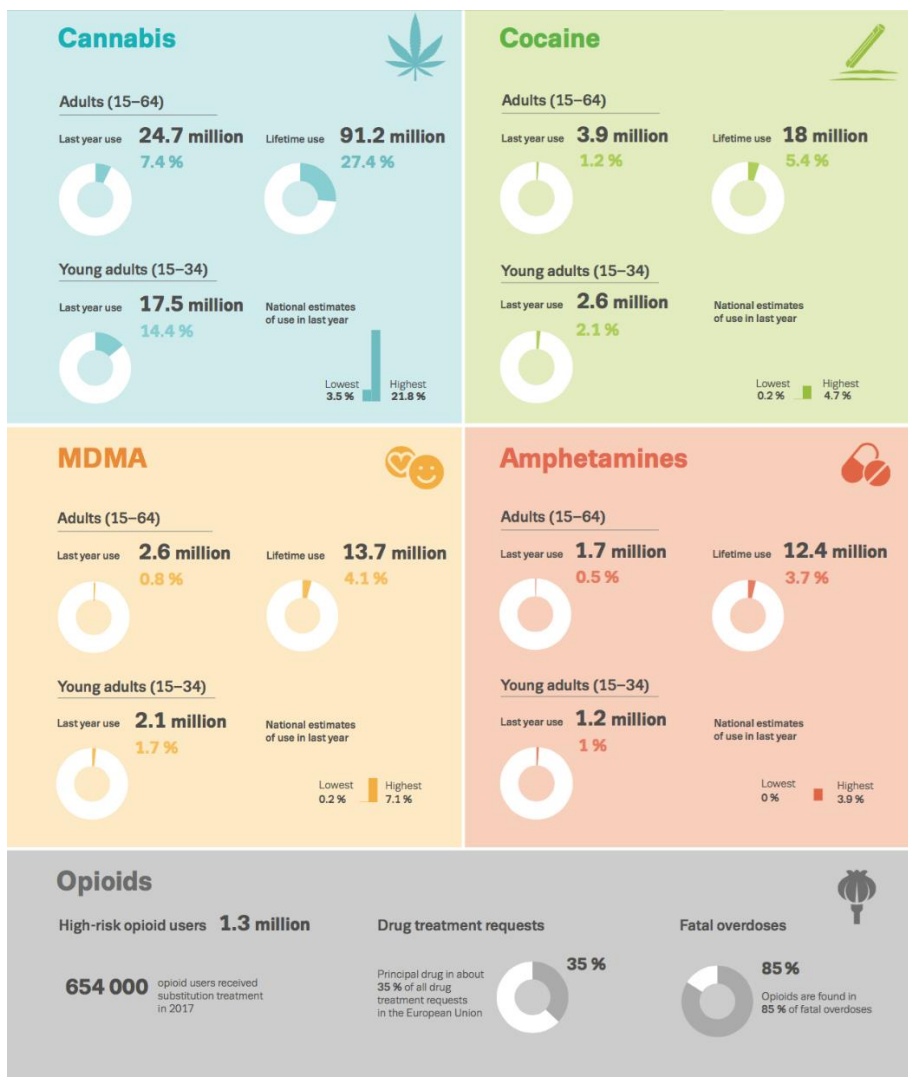 Cannabis
Adults (15–64)
Last year use 24.7 million
7.4 %
Lifetime use 91.2 million
27.4 %
Young adults (15–34)
Last year use 17.5 million
14.4 %
National estimates
of use in last year
Lowest
3.5 %
Highest
21.8 %
Cocaine
Adults (15–64)
Last year use 3.9 million
1.2 %
Lifetime use 18 million
5.4 %
Young adults (15–34)
Last year use 2.6 million
2.1 %
National estimates
of use in last year
Lowest
0.2 %
Highest
4.7 %
MDMA
Adults (15–64)
Last year use 2.6 million
0.8 %
Lifetime use 13.7 million
4.1 %
Young adults (15–34)
Last year use 2.1 million
1.7 %
National estimates
of use in last year
Lowest
0.2 %
Highest
7.1 %
Amphetamines
Adults (15–64)
Last year use 1.7 million
0.5 %
Lifetime use 12.4 million
3.7 %
Young adults (15–34)
Last year use 1.2 million
1 %
National estimates
of use in last year
Lowest
0 %
Highest
3.9 %
Opioids
High-risk opioid users 1.3 million
654 000
opioid users received
substitution treatment
in 2017
Drug treatment requests
Principal drug in about
35 % of all drug
treatment requests
in the European Union
35 %
Fatal overdoses
85 %
Opioids are found in
85 % of fatal overdoses